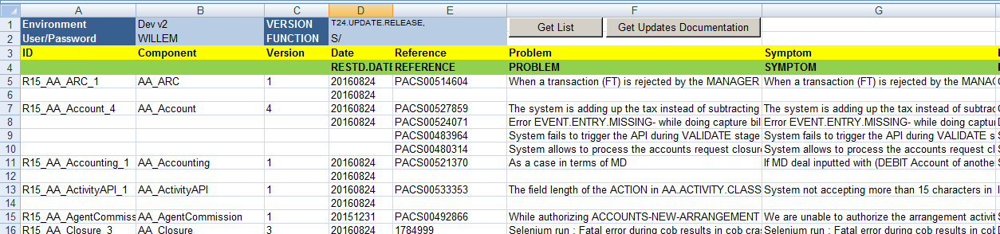 A B C D E F G
1 Environment Dev v2 VERSION T24.UPDATE.RELEASE, Get List Get Updates Documentation
2 User/Password WILLEM FUNCTION S/
3 ID Component Version Date Reference Problem Symptom
4 RESTD.DATE REFERENCE PROBLEM SYMPTOM
5 R15_AA_ARC_1 AA_ARC 1 20160824 PACS00514604 When a transaction (FT) is rejected by the MANAGER When a transaction (FT) is rejected by the
6 20160824
7 R15_AA_Account_4 AA_Account 4 20160824 PACS00527859 The system is adding up the tax instead of subtracting The system is adding up the tax instead of
8 20160824 PACS00524071 Error EVENT.ENTRY.MISSING- while doing capture bil Error EVENT.ENTRY.MISSING- while doing
9 PACS00483964 System fails to trigger the API during VALIDATE stage System fails to trigger the API during VALIDATE s
10 PACS00480314 System allows to process the accounts request closur System allows to process the accounts request cl
11 R15_AA_Accounting_1 AA_Accounting 1 20160824 PACS00521370 As a case in terms of MD If MD deal inputted with (DEBIT Account of anothe
12 20160824
13 R15_AA_ActivityAPI_1 AA_ActivityAPI 1 20160824 PACS00533353 The field length of the ACTION in AA.ACTIVITY.CLASS System not accepting more than 15 characters in
14 20160824
15 R15_AA_AgentCommiss AA_AgentCommission 1 20151231 PACS00492866 While authorizing ACCOUNTS-NEW-ARRANGEMENT We are unable to authorize the arrangement activit
16 R15_AA_Closure_3 AA_Closure 3 20160824 1784999 Selenium run : Fatal error during cob results in cob cra Selenium run : Fatal error during cob results in cob